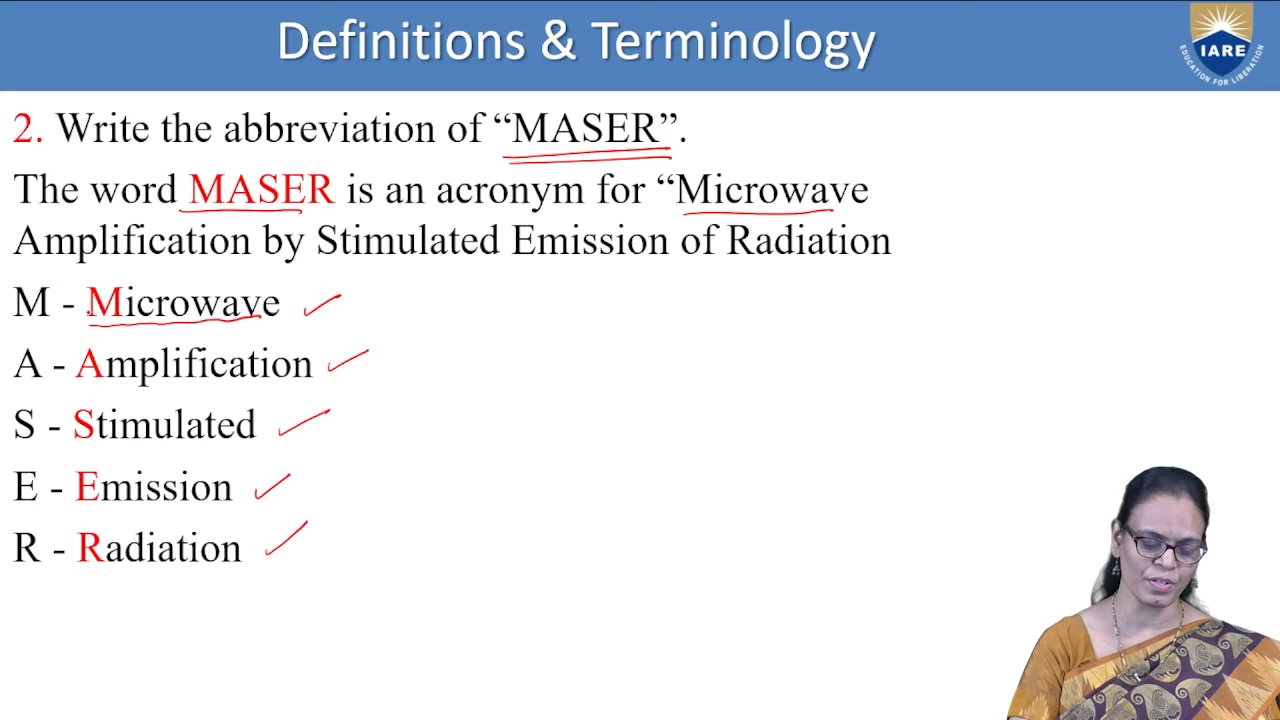 Definitions & Terminology
IARE
EDUCATION FOR LIBERATION
2. Write the abbreviation of “MASER”.
The word MASER is an acronym for “Microwave
Amplification by Stimulated Emission of Radiation
M - Microwave
A - Amplification
S - Stimulated
E - Emission
R - Radiation